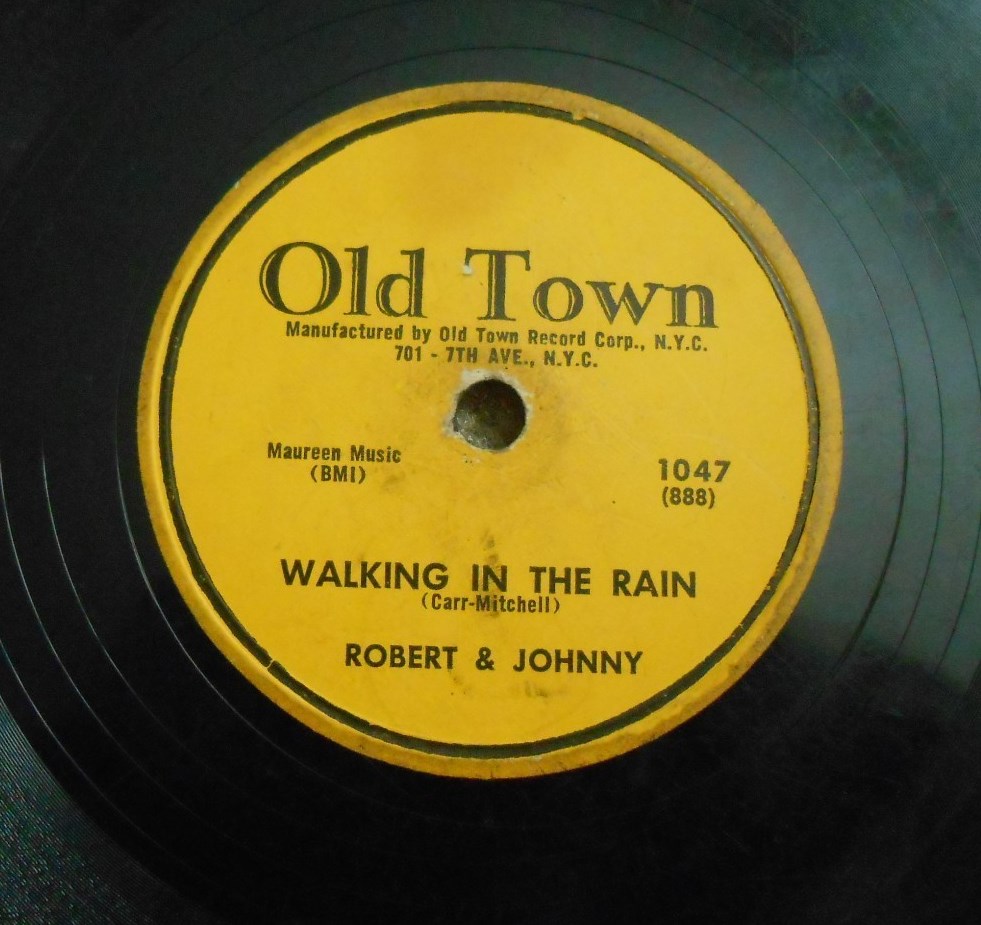 Old Town
Manufactured by Old Town Record Corp., N.Y.C.
701 - 7TH AVE., N.Y.C.
Maureen Music
(BMI)
1047
(888)
WALKING IN THE RAIN
(Carr-Mitchell)
ROBERT & JOHNNY